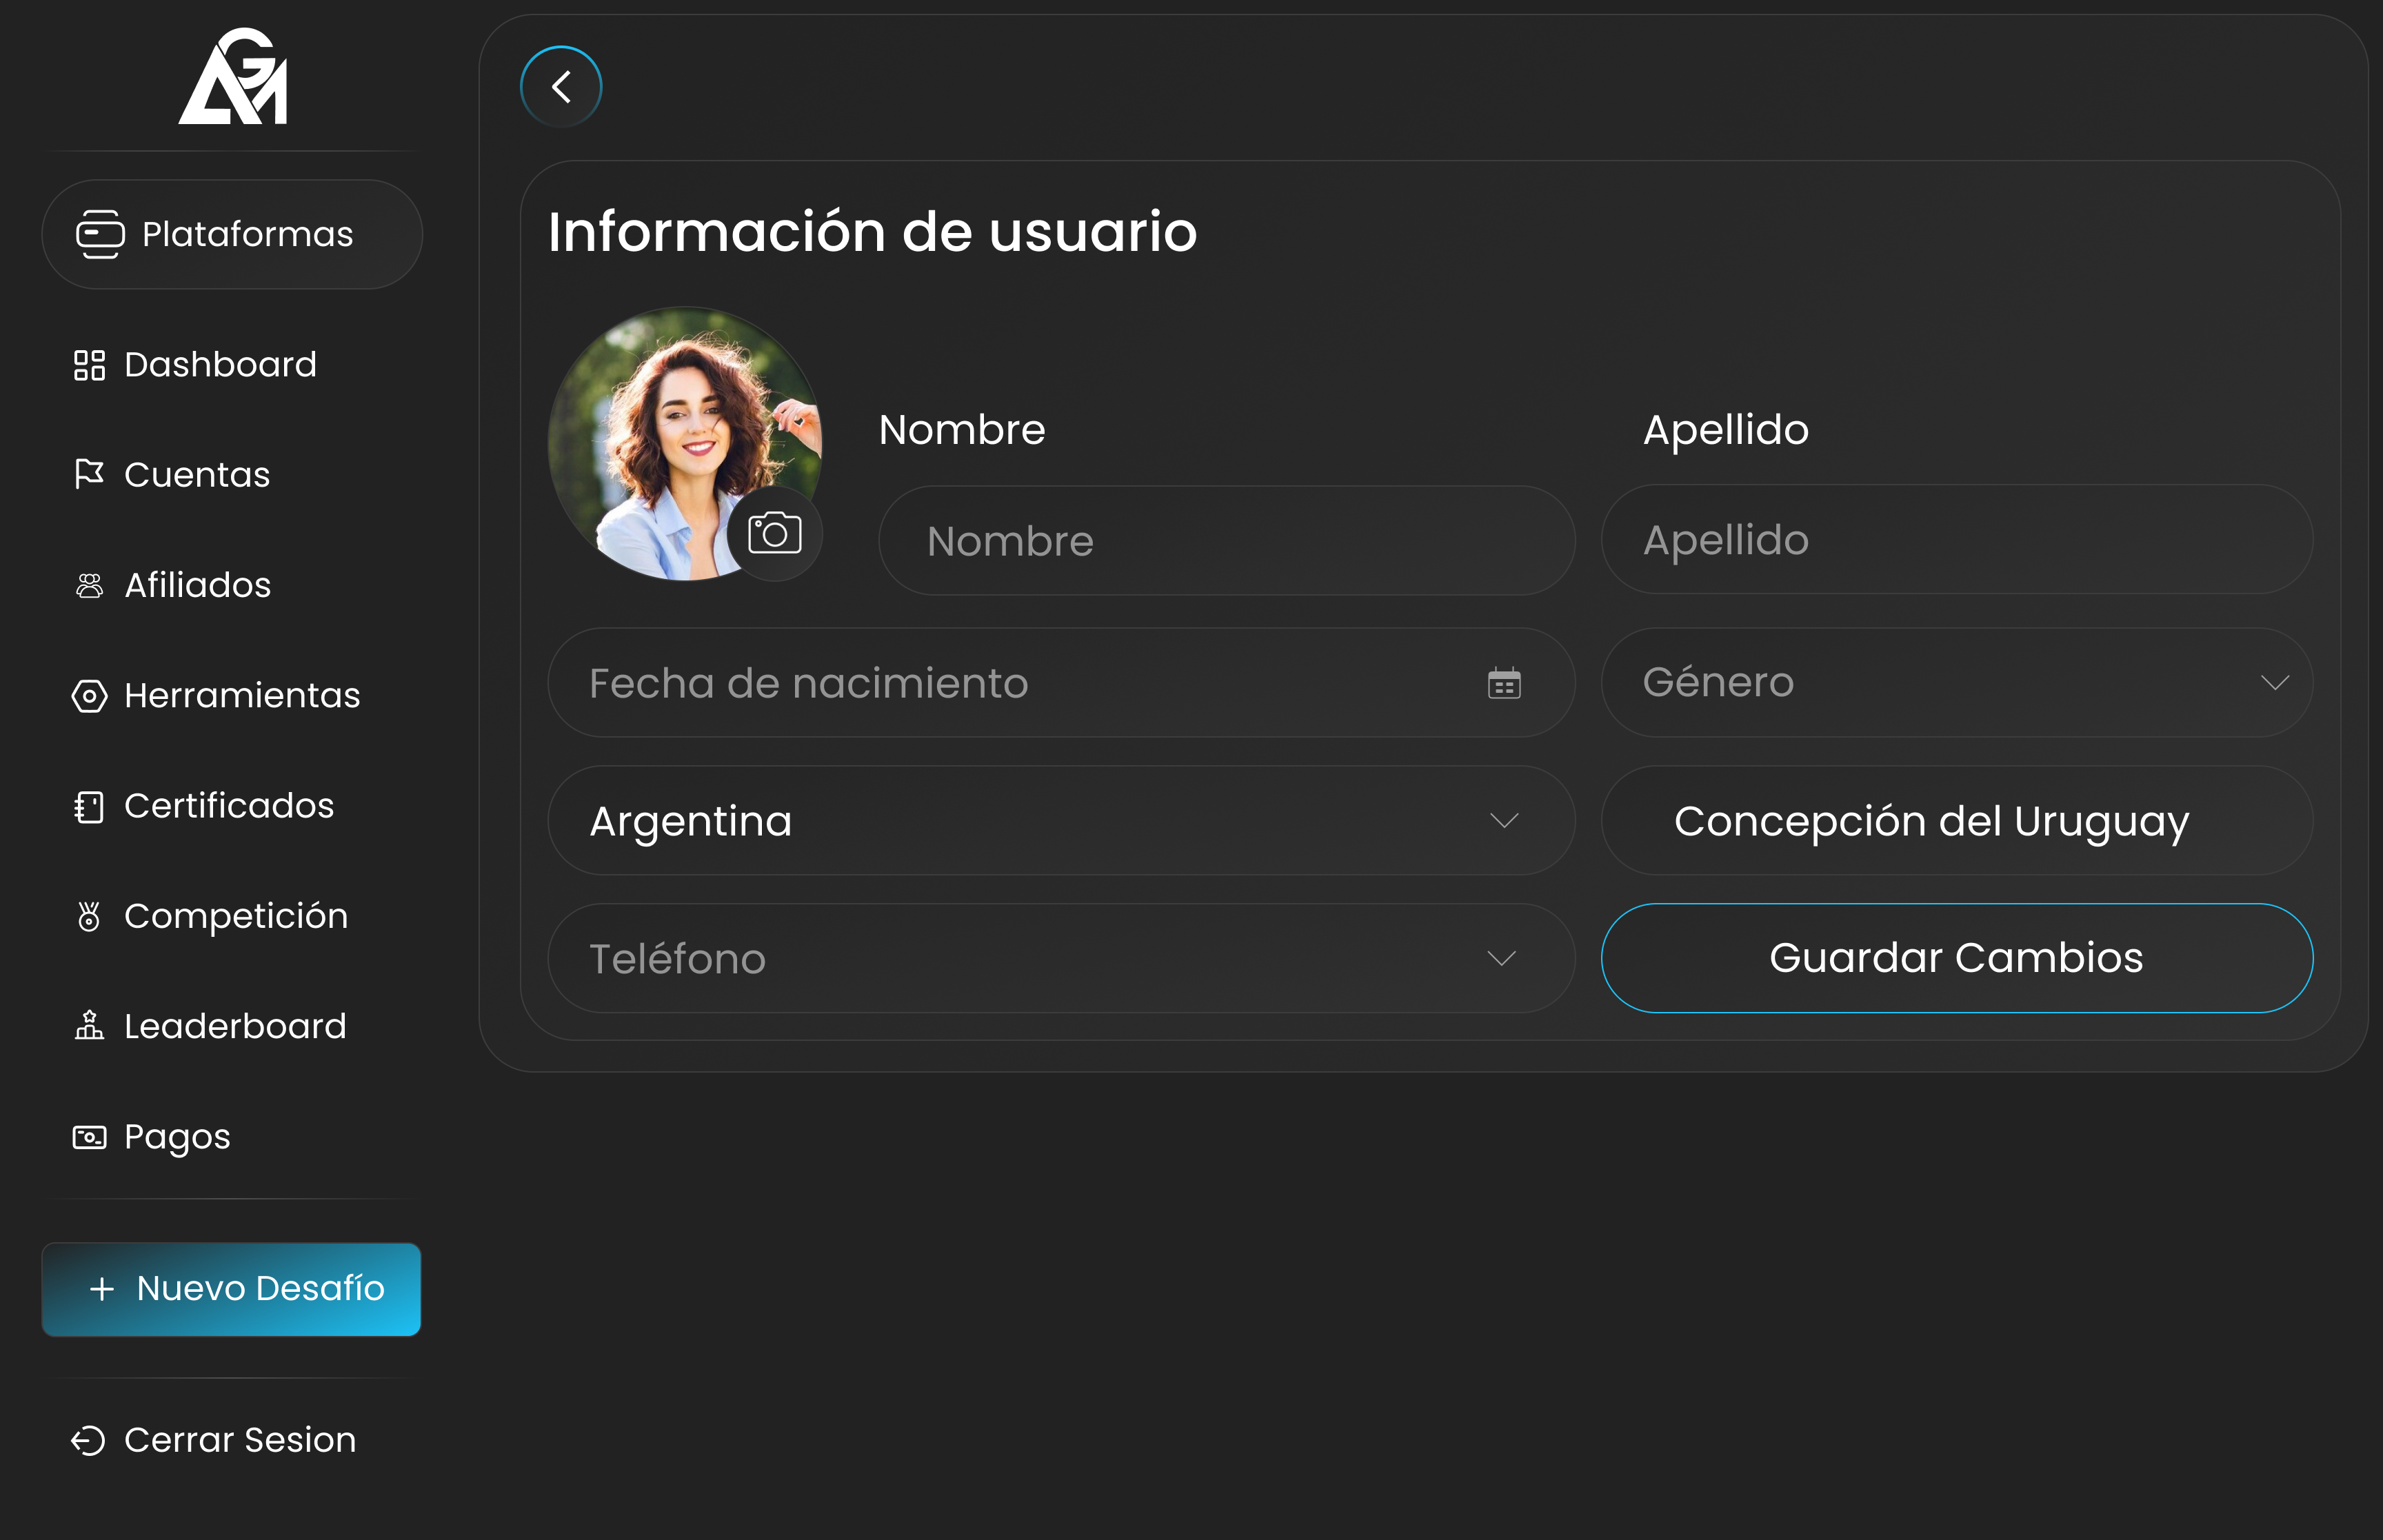 AGM
Plataformas
Dashboard
Cuentas
Afiliados
Herramientas
Certificados
Competición
Leaderboard
Pagos
+ Nuevo Desafío
Cerrar Sesion
Información de usuario
Nombre
Apellido
Nombre
Apellido
Fecha de nacimiento
Género
Argentina
Concepción del Uruguay
Teléfono
Guardar Cambios